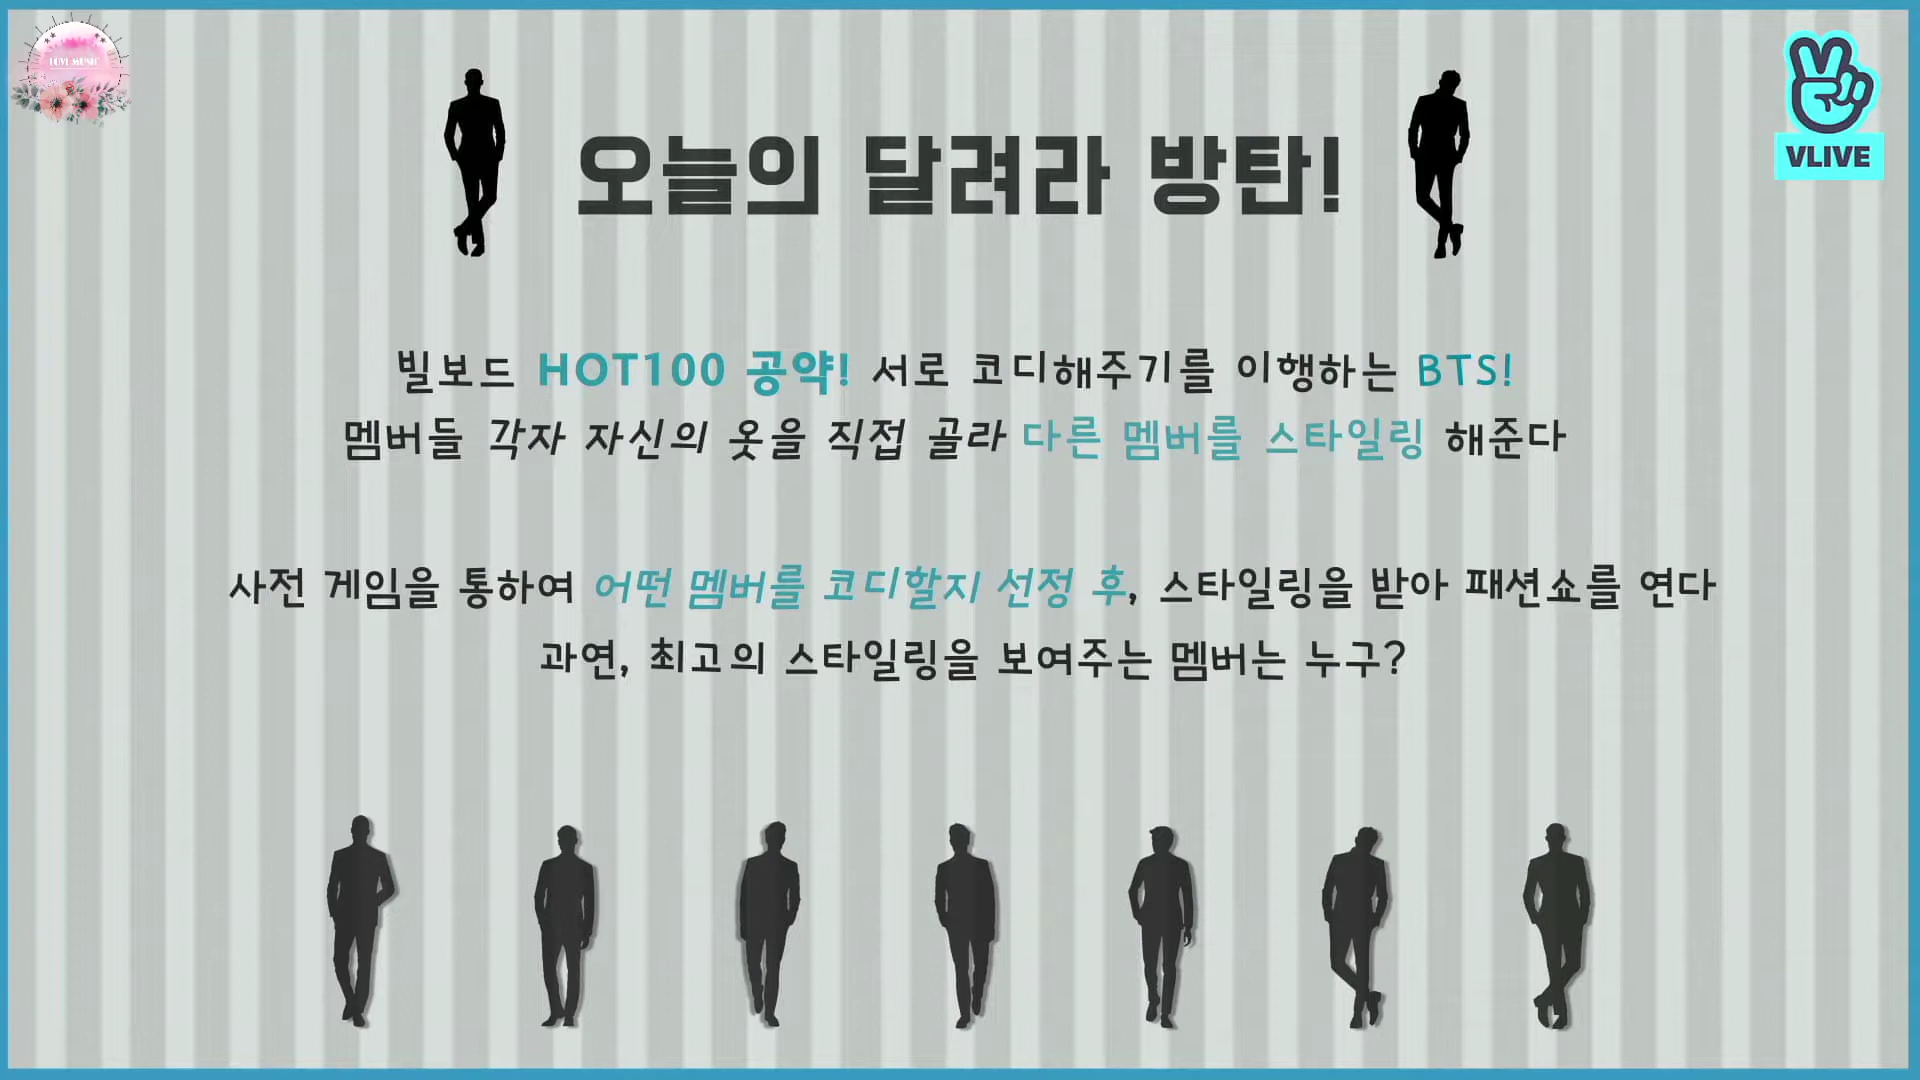 LOVE MUSIC
VLIVE
오늘의 달려라 방탄!
빌보드 HOT100 공약! 서로 코디해주기를 이행하는 BTS!
멤버들 각자 자신의 옷을 직접 골라 다른 멤버를 스타일링 해준다
사전 게임을 통하여 어떤 멤버를 코디할지 선정 후, 스타일링을 받아 패션쇼를 연다
과연, 최고의 스타일링을 보여주는 멤버는 누구?